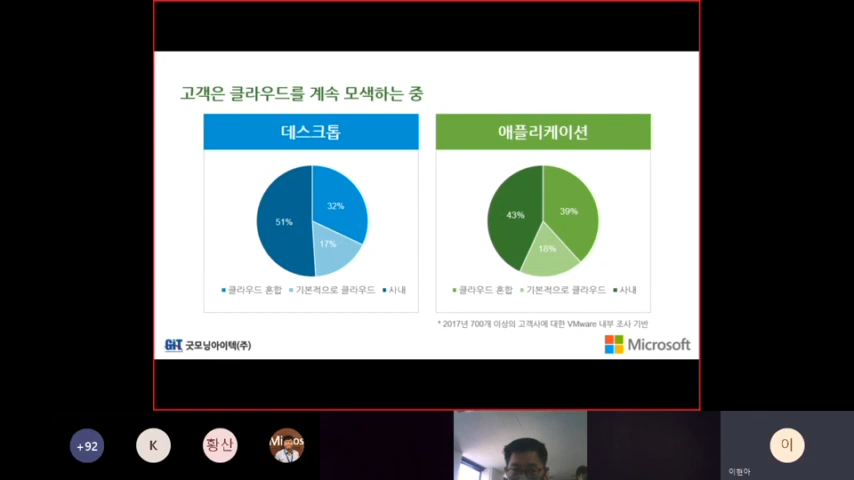 고객은 클라우드를 계속 모색하는 중
데스크톱
애플리케이션
32%
51%
17%
39%
43%
18%
클라우드 혼합 기본적으로 클라우드 사내
클라우드 혼합 기본적으로 클라우드 사내
* 2017년 700개 이상의 고객사에 대한 VMware 내부 조사 기반
GIT 굿모닝아이텍(주)
Microsoft
+92
K
황산
이
이현아